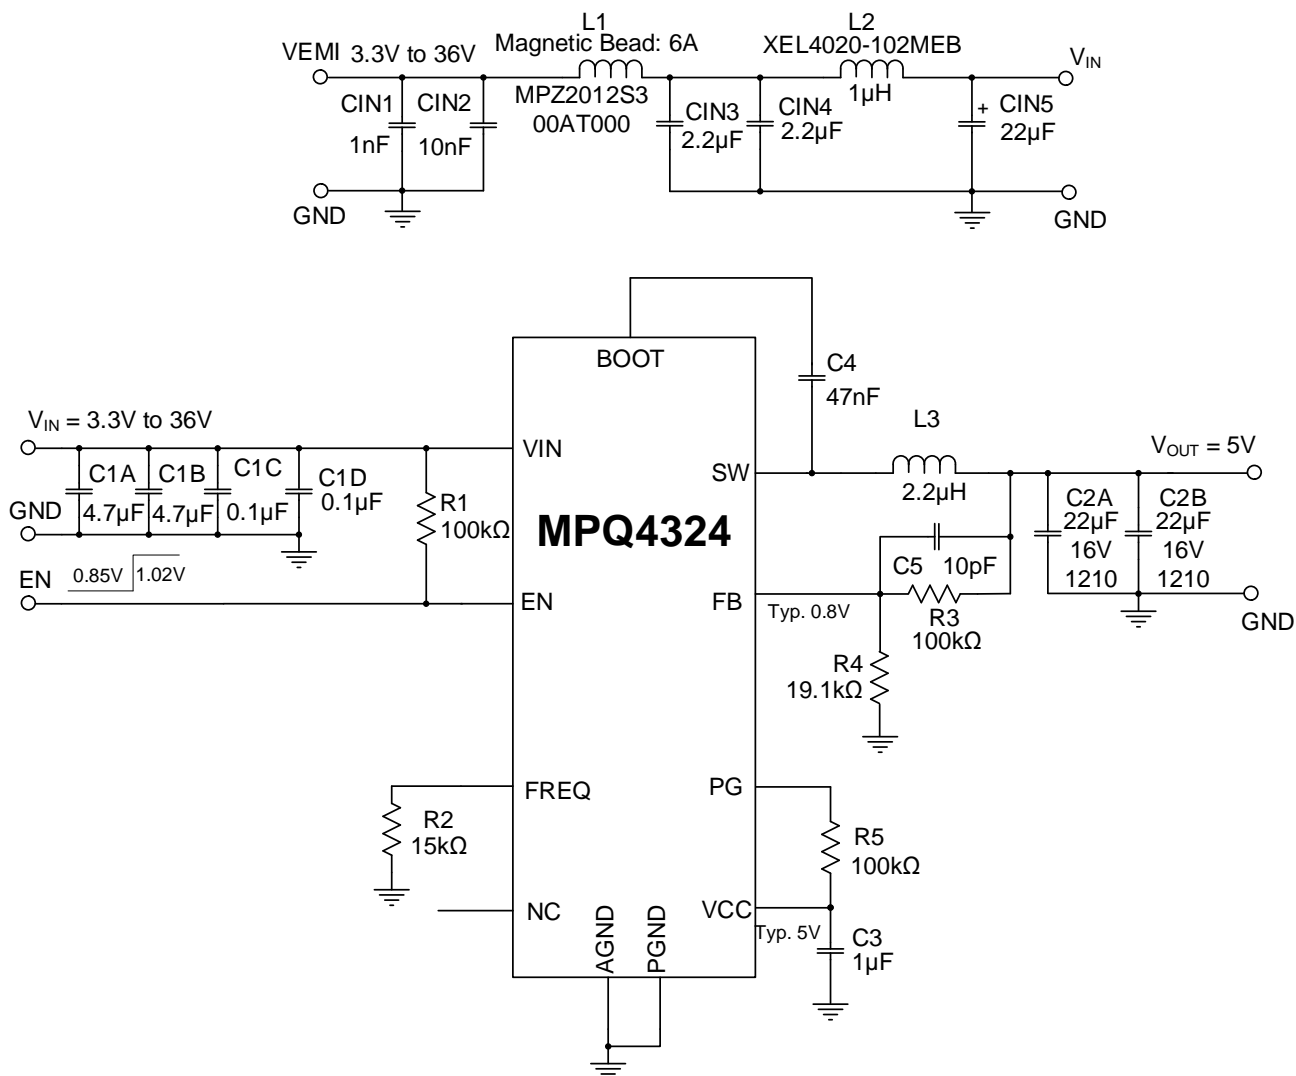 L1
Magnetic Bead: 6A
MPZ2012S3
00AT000
L2
XEL4020-102MEB
1µH
VEMI 3.3V to 36V
VIN
CIN1
1nF
CIN2
10nF
CIN3
2.2µF
CIN4
2.2µF
+ CIN5
22µF
GND
GND
BOOT
C4
47nF
VIN = 3.3V to 36V
VIN
C1A
4.7µF
C1B
4.7µF
C1C
0.1µF
C1D
0.1µF
GND
R1
100kΩ
EN
0.85V
1.02V
EN
MPQ4324
SW
L3
2.2µH
VOUT = 5V
C2A
22µF
16V
1210
C2B
22µF
16V
1210
GND
C5
10pF
FB
Typ. 0.8V
R3
100kΩ
R4
19.1kΩ
FREQ
R2
15kΩ
PG
R5
100kΩ
NC
VCC
Typ. 5V
C3
1µF
AGND
PGND